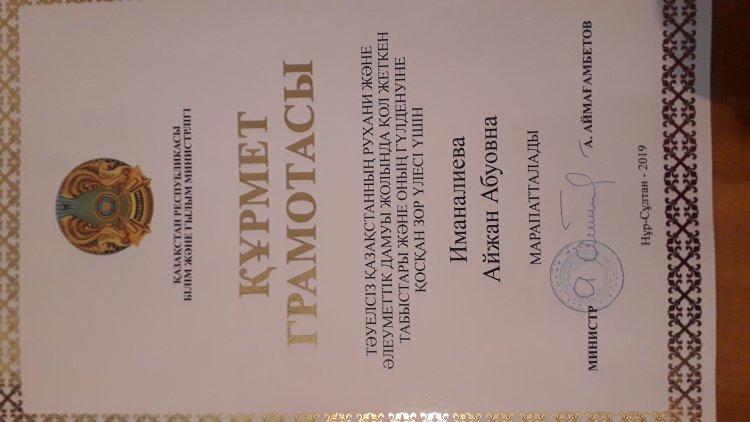 ҚАЗАҚСТАН РЕСПУБЛИКАСЫ
БІЛІМ ЖӘНЕ ҒЫЛЫМ МИНИСТРЛІГІ
ҚҰРМЕТ
ГРАМОТАСЫ
ТӘУЕЛСІЗ ҚАЗАҚСТАННЫҢ РУХАНИ ЖӘНЕ
ӘЛЕУМЕТТІК ДАМУЫ ЖОЛЫНДА ҚОЛ ЖЕТКЕН
ТАБЫСТАРЫ ЖӘНЕ ОНЫҢ ГҮЛДЕНУІНЕ
ҚОСҚАН ЗОР ҮЛЕСІ ҮШІН
Иманалиева
Айжан Абуовна
МАРАПАТТАЛАДЫ
МИНИСТР А. АЙМАҒАМБЕТОВ
Нұр-Сұлтан - 2019